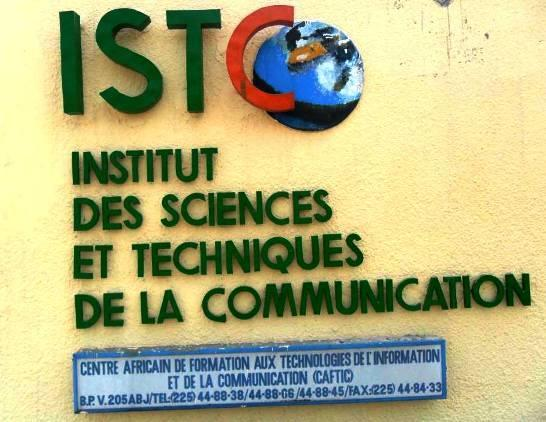 ISTC
INSTITUT
DES SCIENCES
ET TECHNIQUES
DE LA COMMUNICATION
CENTRE AFRICAIN DE FORMATION AUX TECHNOLOGIES DE L'INFORMATION
ET DE LA COMMUNICATION (CAFTIC)
B.P. V. 205 ABJ/TEL:(225) 44-88-38/44-88-66/44-88-45/FAX:(225) 44-84-33